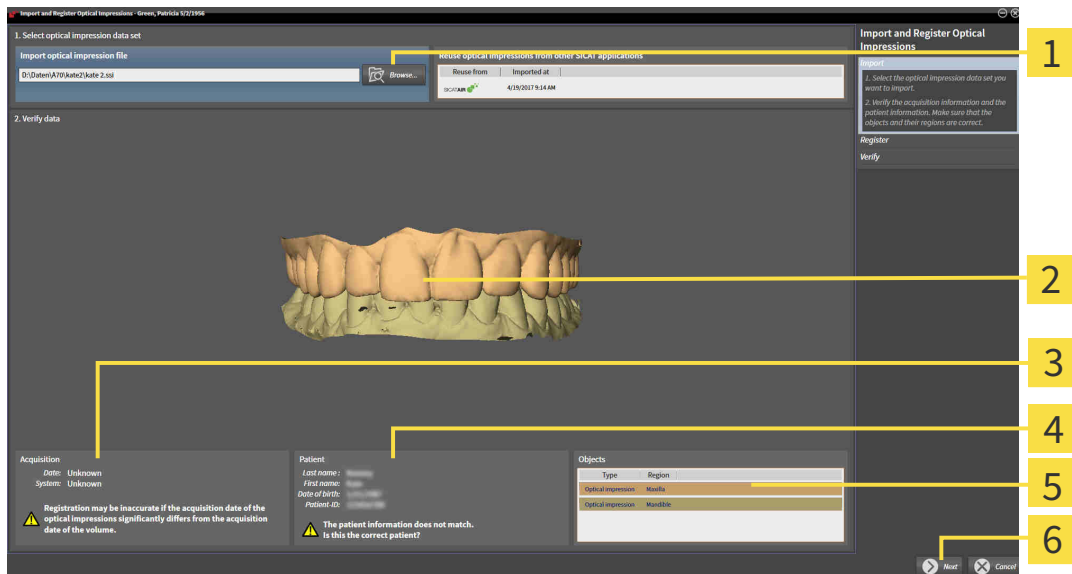 Import and Register Optical Impressions - Green, Patricia 5/2/1956
1. Select optical impression data set
Import optical impression file
D:\Daten\A70\kate2\kate 2.ssi
Browse...
Reuse optical impressions from other SICAT applications
Reuse from Imported at
SICATAIR 4/19/2017 9:14 AM
Import and Register Optical
Impressions
Import
1. Select the optical impression data set you
want to import.
2. Verify the acquisition information and the
patient information. Make sure that the
objects and their regions are correct.
Register
Verify
2. Verify data
Acquisition
Date: Unknown
System: Unknown
Registration may be inaccurate if the acquisition date of the
optical impressions significantly differs from the acquisition
date of the volume.
Patient
Last name:
First name:
Date of birth:
Patient-ID:
The patient information does not match.
Is this the correct patient?
Objects
Type Region
Optical impression Maxilla
Optical impression Mandible
Next Cancel
1
2
3
4
5
6